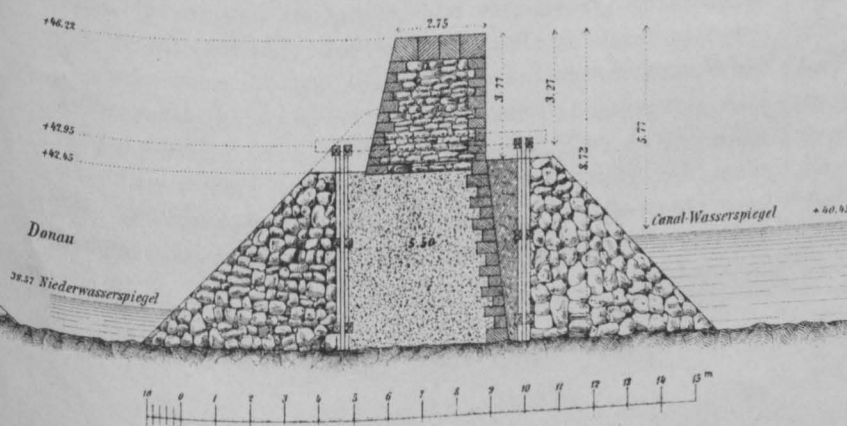 2.75
+46.22
3.77
3.27
8.72
5.77
+42.95
+42.45
Canal-Wasserspiegel
Donau
5.50
38.57 Niederwasserspiegel
10 0 1 2 3 4 5 6 7 8 9 10 11 12 13 14 15 m